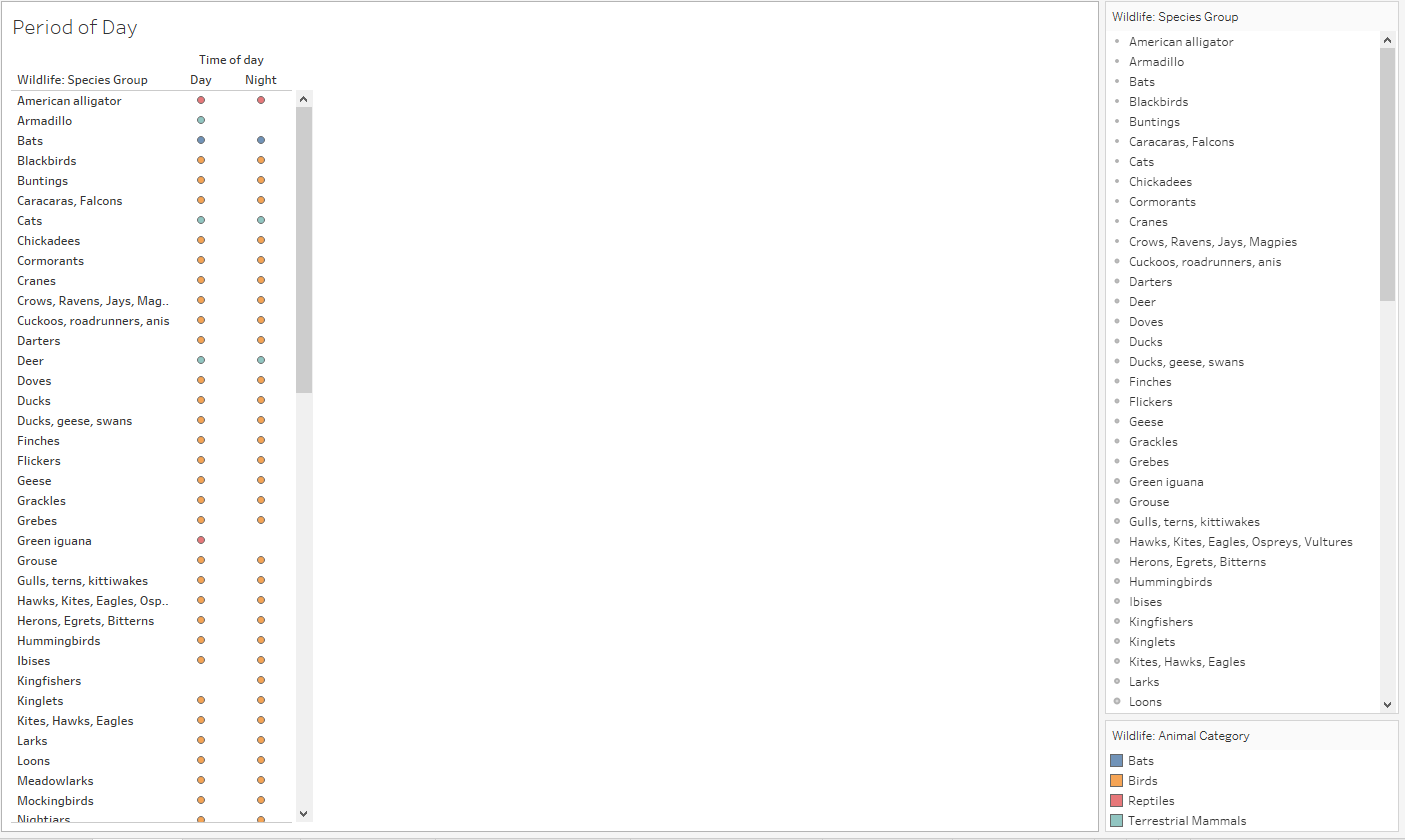 Period of Day
Time of day
Wildlife: Species Group Day Night
American alligator
Armadillo
Bats
Blackbirds
Buntings
Caracaras, Falcons
Cats
Chickadees
Cormorants
Cranes
Crows, Ravens, Jays, Mag..
Cuckoos, roadrunners, anis
Darters
Deer
Doves
Ducks
Ducks, geese, swans
Finches
Flickers
Geese
Grackles
Grebes
Green iguana
Grouse
Gulls, terns, kittiwakes
Hawks, Kites, Eagles, Osp..
Herons, Egrets, Bitterns
Hummingbirds
Ibises
Kingfishers
Kinglets
Kites, Hawks, Eagles
Larks
Loons
Meadowlarks
Mockingbirds
Nightjars
Wildlife: Species Group
American alligator
Armadillo
Bats
Blackbirds
Buntings
Caracaras, Falcons
Cats
Chickadees
Cormorants
Cranes
Crows, Ravens, Jays, Magpies
Cuckoos, roadrunners, anis
Darters
Deer
Doves
Ducks
Ducks, geese, swans
Finches
Flickers
Geese
Grackles
Grebes
Green iguana
Grouse
Gulls, terns, kittiwakes
Hawks, Kites, Eagles, Ospreys, Vultures
Herons, Egrets, Bitterns
Hummingbirds
Ibises
Kingfishers
Kinglets
Kites, Hawks, Eagles
Larks
Loons
Wildlife: Animal Category
Bats
Birds
Reptiles
Terrestrial Mammals